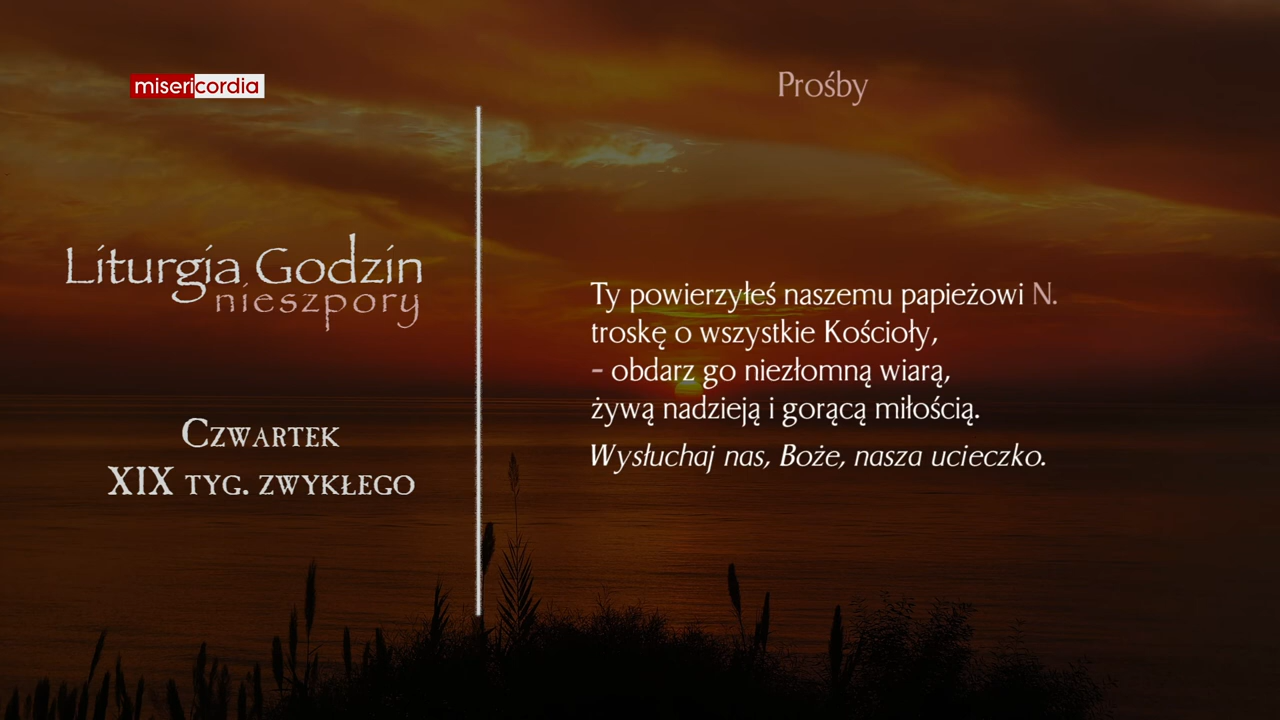 misericordia
Liturgia Godzin
nieszpory
Czwartek
XIX tyg. zwykłego
Prośby
Ty powierzyłeś naszemu papieżowi N.
troskę o wszystkie Kościoły,
- obdarz go niezłomną wiarą,
żywą nadzieją i gorącą miłością.
Wysłuchaj nas, Boże, nasza ucieczko.